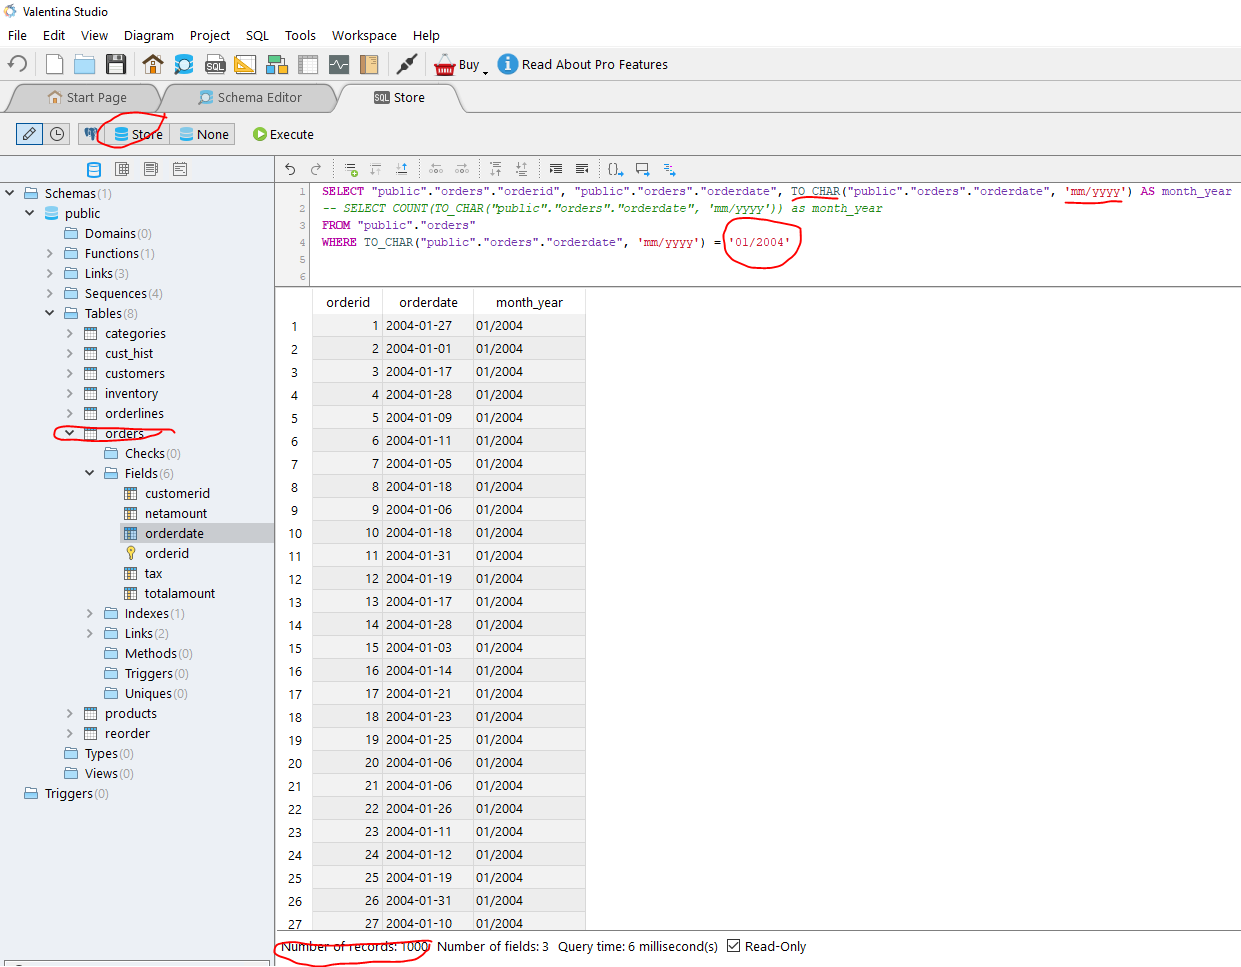 Valentina Studio
File Edit View Diagram Project SQL Tools Workspace Help
SQL Buy Read About Pro Features
Start Page Schema Editor SQL Store
Store None Execute
Schemas(1)
public
Domains(0)
Functions(1)
Links(3)
Sequences(4)
Tables(8)
categories
cust_hist
customers
inventory
orderlines
orders
Checks(0)
Fields(6)
customerid
netamount
orderdate
orderid
tax
totalamount
Indexes(1)
Links(2)
Methods(0)
Triggers(0)
Uniques(0)
products
reorder
Types(0)
Views(0)
Triggers(0)
1 SELECT "public"."orders"."orderid", "public"."orders"."orderdate", TO_CHAR("public"."orders"."orderdate", 'mm/yyyy') AS month_year
2 -- SELECT COUNT(TO_CHAR("public"."orders"."orderdate", 'mm/yyyy')) as month_year
3 FROM "public"."orders"
4 WHERE TO_CHAR("public"."orders"."orderdate", 'mm/yyyy') = '01/2004'
5
6
orderid orderdate month_year
1 1 2004-01-27 01/2004
2 2 2004-01-01 01/2004
3 3 2004-01-17 01/2004
4 4 2004-01-28 01/2004
5 5 2004-01-09 01/2004
6 6 2004-01-11 01/2004
7 7 2004-01-05 01/2004
8 8 2004-01-18 01/2004
9 9 2004-01-06 01/2004
10 10 2004-01-18 01/2004
11 11 2004-01-31 01/2004
12 12 2004-01-19 01/2004
13 13 2004-01-17 01/2004
14 14 2004-01-28 01/2004
15 15 2004-01-03 01/2004
16 16 2004-01-14 01/2004
17 17 2004-01-21 01/2004
18 18 2004-01-23 01/2004
19 19 2004-01-25 01/2004
20 20 2004-01-06 01/2004
21 21 2004-01-06 01/2004
22 22 2004-01-26 01/2004
23 23 2004-01-11 01/2004
24 24 2004-01-12 01/2004
25 25 2004-01-19 01/2004
26 26 2004-01-31 01/2004
27 27 2004-01-10 01/2004
Number of records: 1000 Number of fields: 3 Query time: 6 millisecond(s) Read-Only